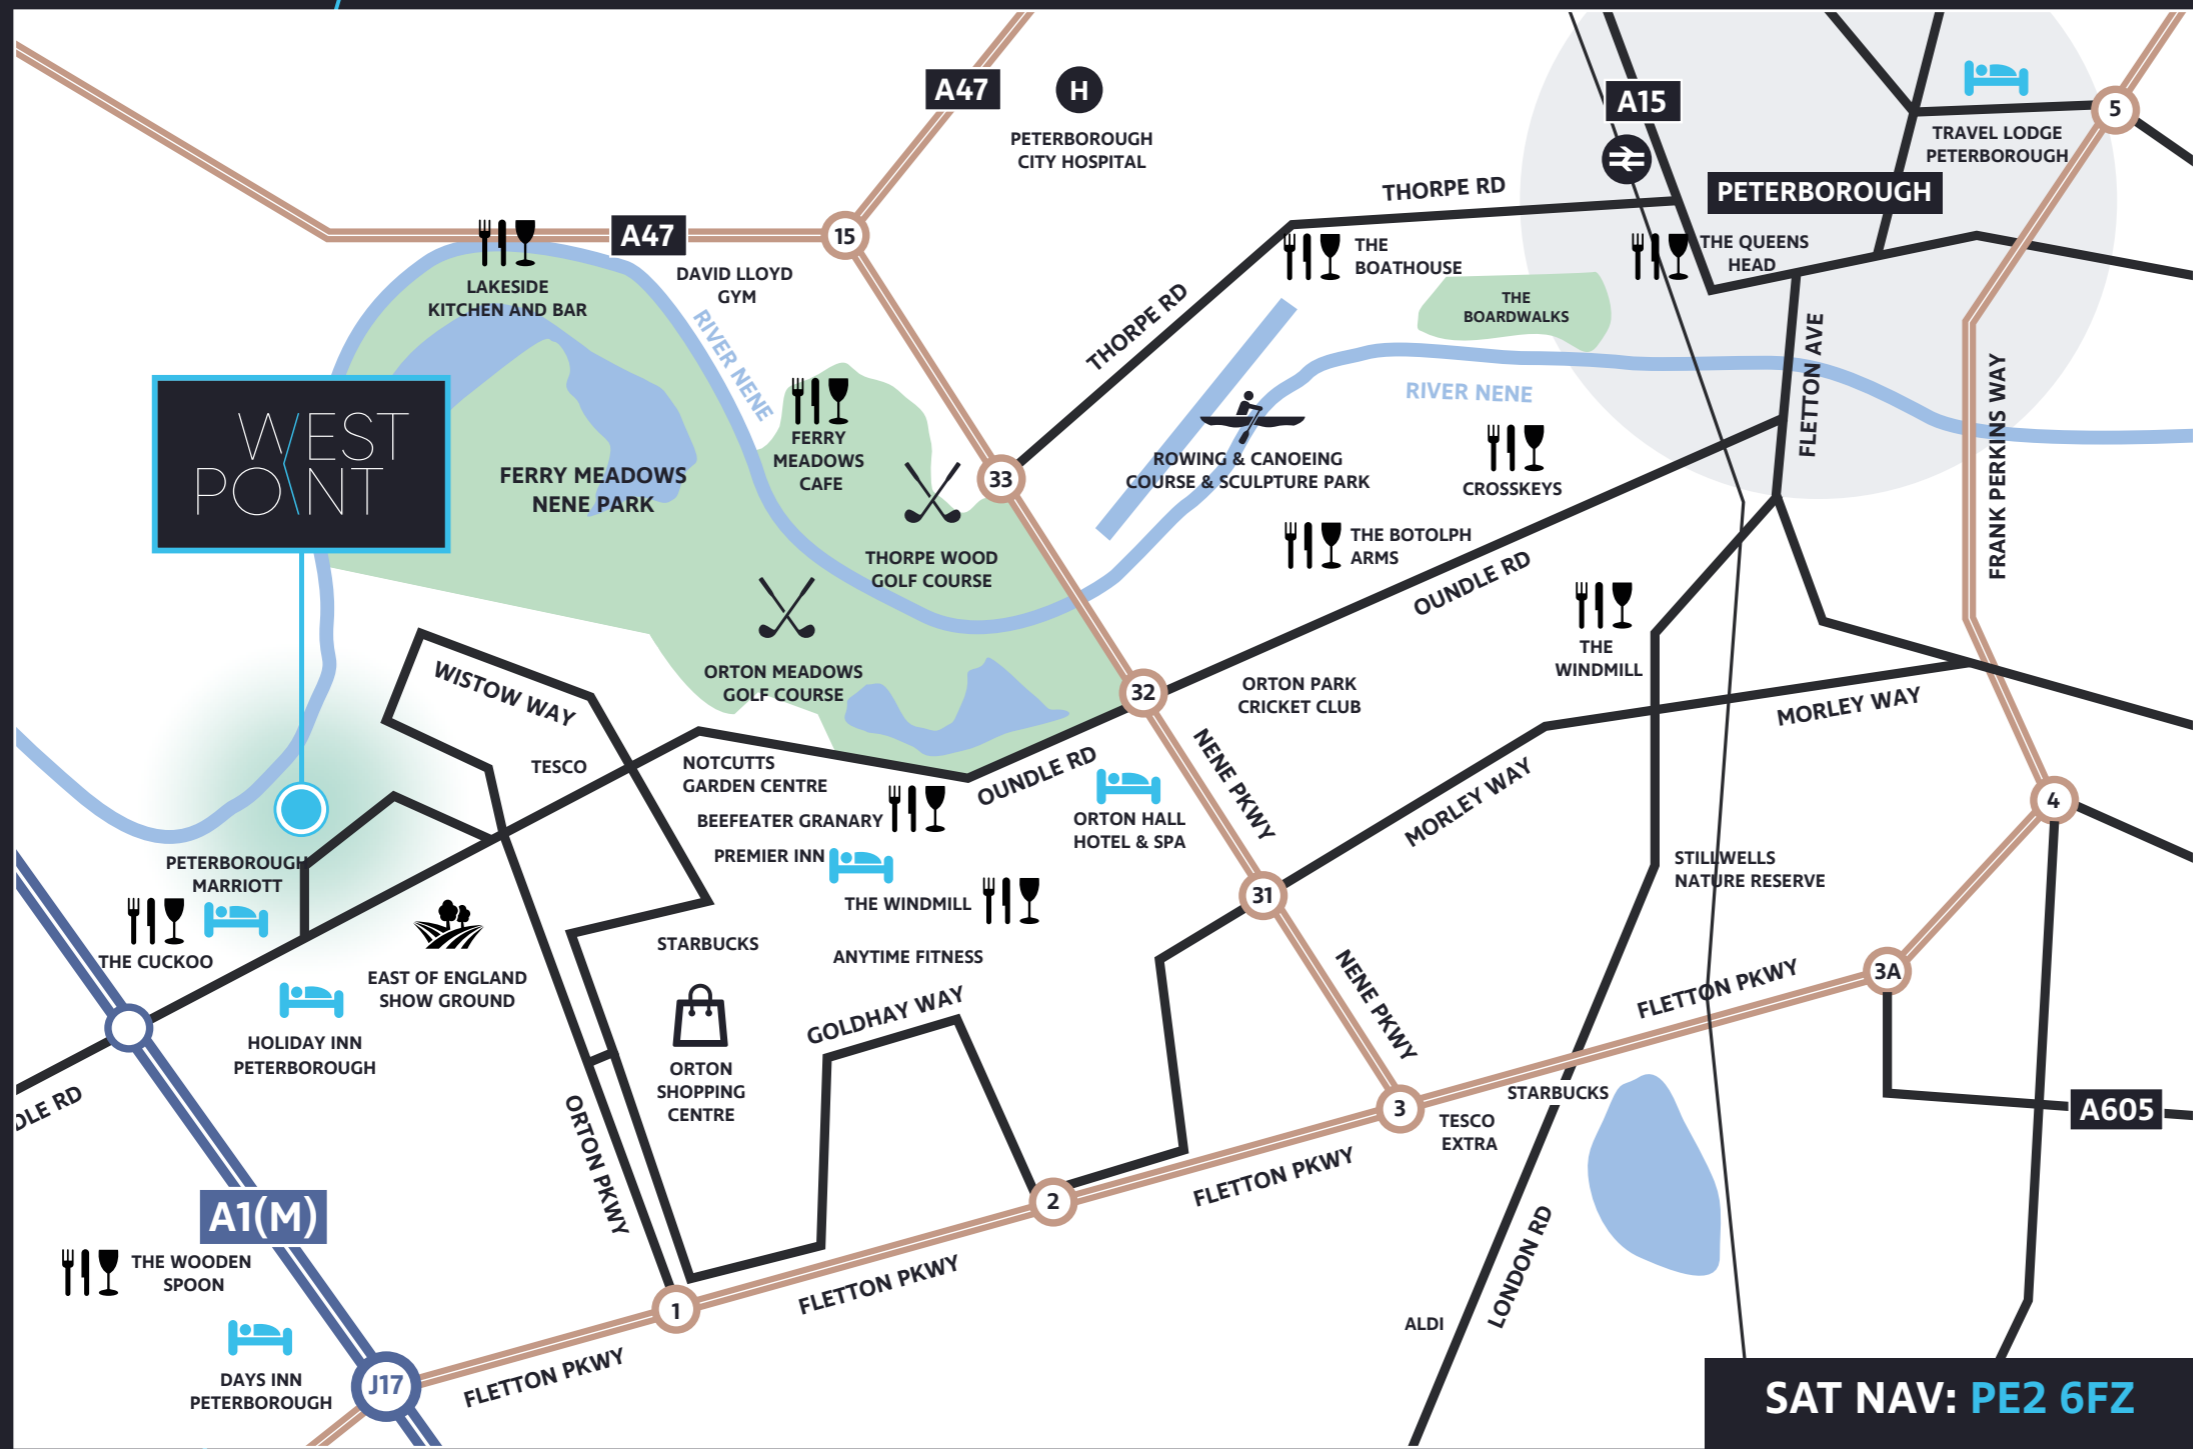 A47
H
PETERBOROUGH
CITY HOSPITAL
A15
TRAVEL LODGE
PETERBOROUGH
5
PETERBOROUGH
THORPE RD
A47
15
DAVID LLOYD
GYM
LAKESIDE
KITCHEN AND BAR
THE
BOATHOUSE
THE QUEENS
HEAD
THE
BOARDWALKS
THORPE RD
RIVER NENE
RIVER NENE
FLETTON AVE
FRANK PERKINS WAY
WEST
POINT
FERRY MEADOWS
NENE PARK
FERRY
MEADOWS
CAFE
33
ROWING & CANOEING
COURSE & SCULPTURE PARK
CROSSKEYS
THE BOTOLPH
ARMS
THORPE WOOD
GOLF COURSE
OUNDLE RD
THE
WINDMILL
ORTON MEADOWS
GOLF COURSE
32
ORTON PARK
CRICKET CLUB
WISTOW WAY
MORLEY WAY
TESCO
NOTCUTTS
GARDEN CENTRE
OUNDLE RD
NENE PKWY
MORLEY WAY
4
BEEFEATER GRANARY
ORTON HALL
HOTEL & SPA
PREMIER INN
PETERBOROUGH
MARRIOTT
STILLWELLS
NATURE RESERVE
THE WINDMILL
31
THE CUCKOO
STARBUCKS
ANYTIME FITNESS
EAST OF ENGLAND
SHOW GROUND
3A
FLETTON PKWY
NENE PKWY
GOLDHAY WAY
HOLIDAY INN
PETERBOROUGH
ORTON
SHOPPING
CENTRE
DLE RD
STARBUCKS
3
TESCO
EXTRA
A605
ORTON PKWY
FLETTON PKWY
2
A1(M)
LONDON RD
THE WOODEN
SPOON
FLETTON PKWY
1
ALDI
DAYS INN
PETERBOROUGH
J17
FLETTON PKWY
SAT NAV: PE2 6FZ